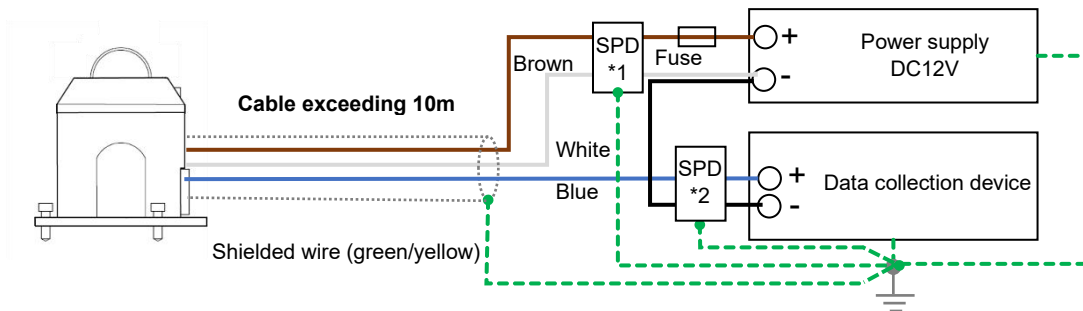 SPD
*1
Brown
Fuse
+
-
Power supply
DC12V
Cable exceeding 10m
White
Blue
SPD
*2
+
-
Data collection device
Shielded wire (green/yellow)